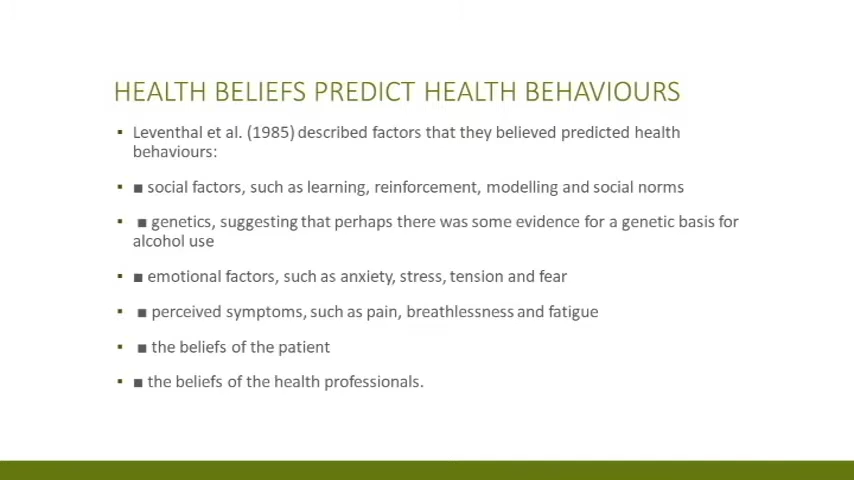 HEALTH BELIEFS PREDICT HEALTH BEHAVIOURS
▪ Leventhal et al. (1985) described factors that they believed predicted health
behaviours:
▪ ■ social factors, such as learning, reinforcement, modelling and social norms
▪ ■ genetics, suggesting that perhaps there was some evidence for a genetic basis for
alcohol use
▪ ■ emotional factors, such as anxiety, stress, tension and fear
▪ ■ perceived symptoms, such as pain, breathlessness and fatigue
▪ ■ the beliefs of the patient
▪ ■ the beliefs of the health professionals.